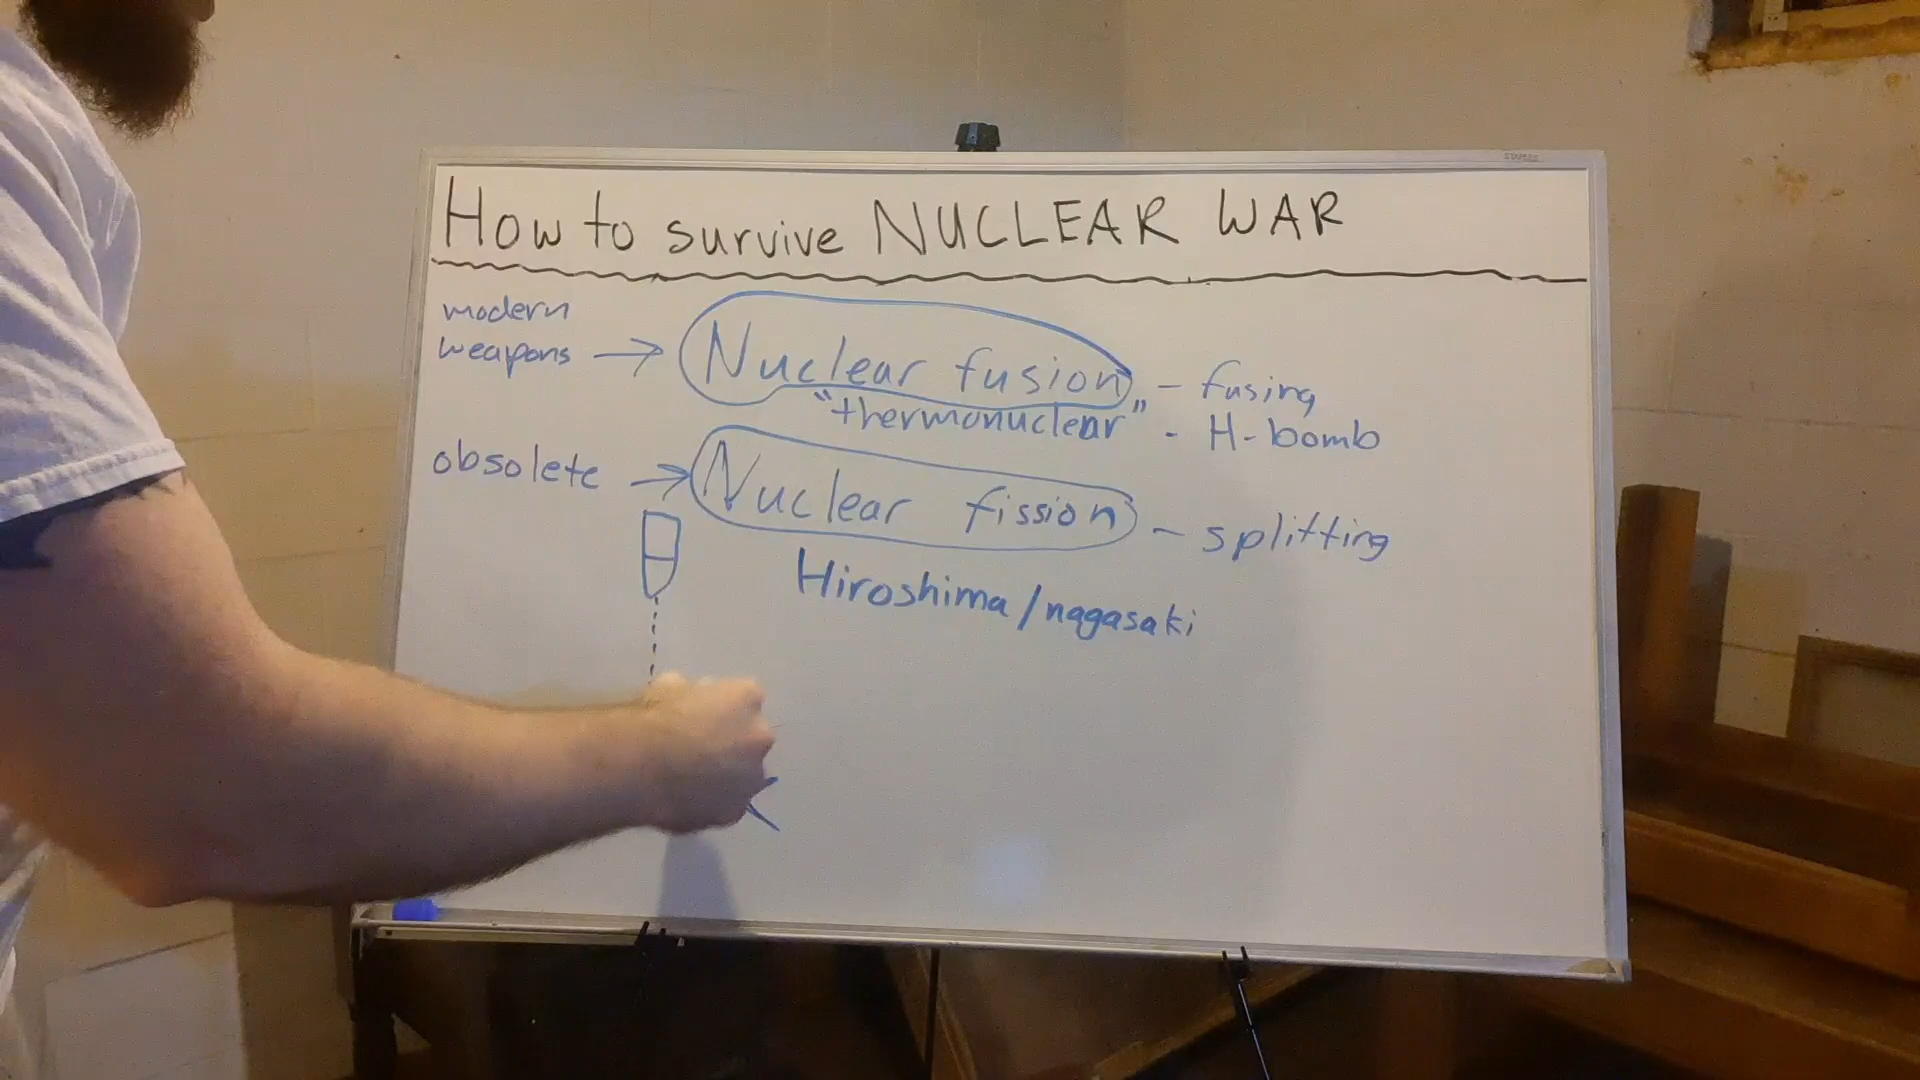 How to survive NUCLEAR WAR
modern
weapons → Nuclear fusion - fusing
"thermonuclear" - H-bomb
obsolete → Nuclear fission - splitting
Hiroshima/nagasaki